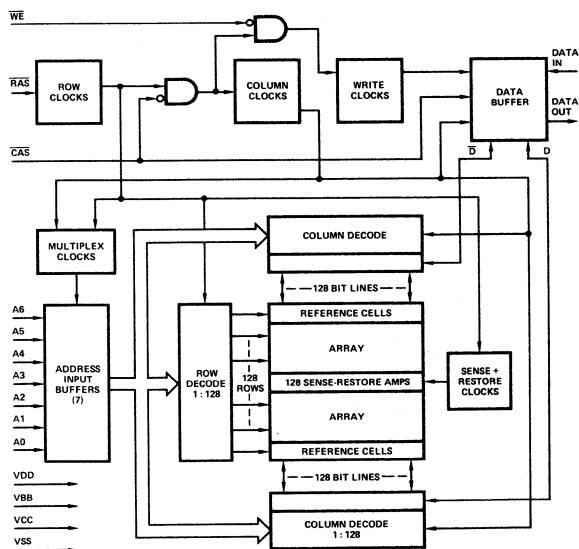 WE
DATA
IN
RAS
ROW
CLOCKS
COLUMN
CLOCKS
WRITE
CLOCKS
DATA
BUFFER
DATA
OUT
CAS
D
D
MULTIPLEX
CLOCKS
COLUMN DECODE
128 BIT LINES
A6
A5
A4
A3
A2
A1
A0
ADDRESS
INPUT
BUFFERS
(7)
ROW
DECODE
1 : 128
128
ROWS
REFERENCE CELLS
ARRAY
128 SENSE-RESTORE AMPS
ARRAY
REFERENCE CELLS
SENSE +
RESTORE
CLOCKS
128 BIT LINES
COLUMN DECODE
1 : 128
VDD
VBB
VCC
VSS